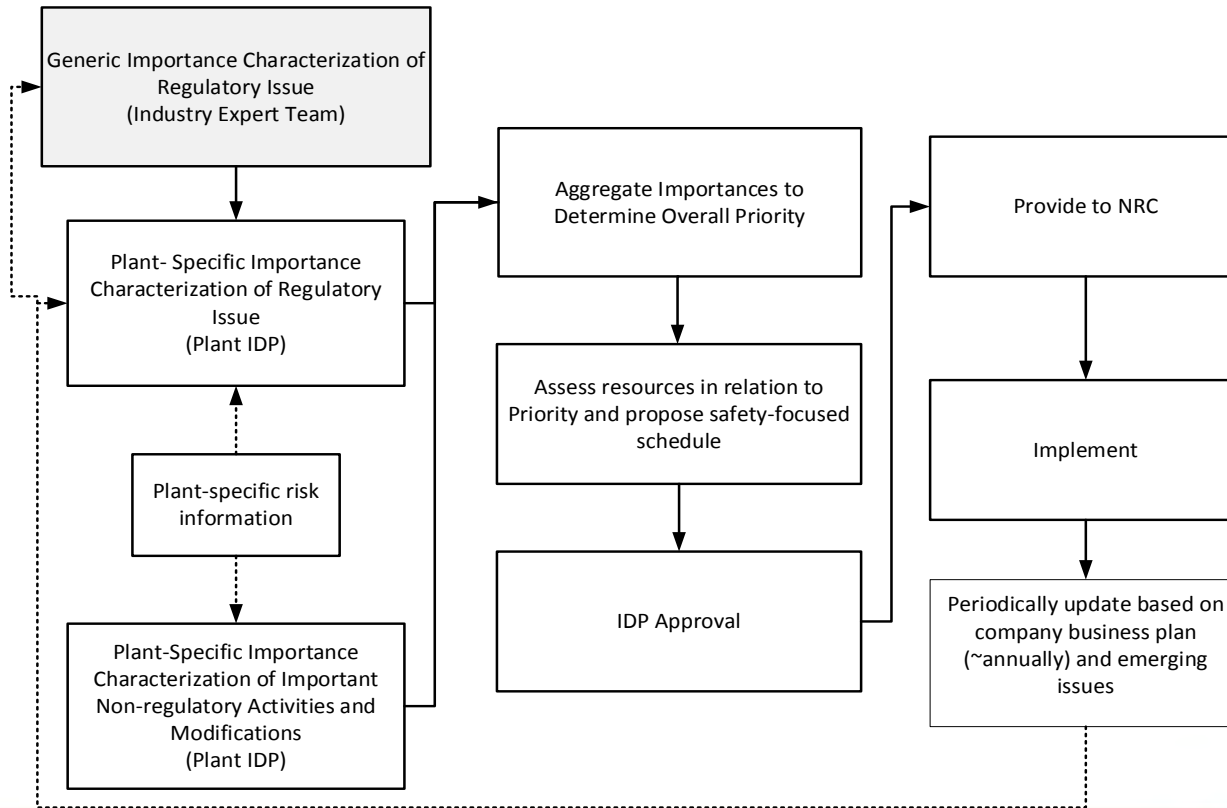 Generic Importance Characterization of
Regulatory Issue
(Industry Expert Team)
Plant- Specific Importance
Characterization of Regulatory
Issue
(Plant IDP)
Plant-specific risk
information
Plant-Specific Importance
Characterization of Important
Non-regulatory Activities and
Modifications
(Plant IDP)
Aggregate Importances to
Determine Overall Priority
Assess resources in relation to
Priority and propose safety-focused
schedule
IDP Approval
Provide to NRC
Implement
Periodically update based on
company business plan
(~annually) and emerging
issues